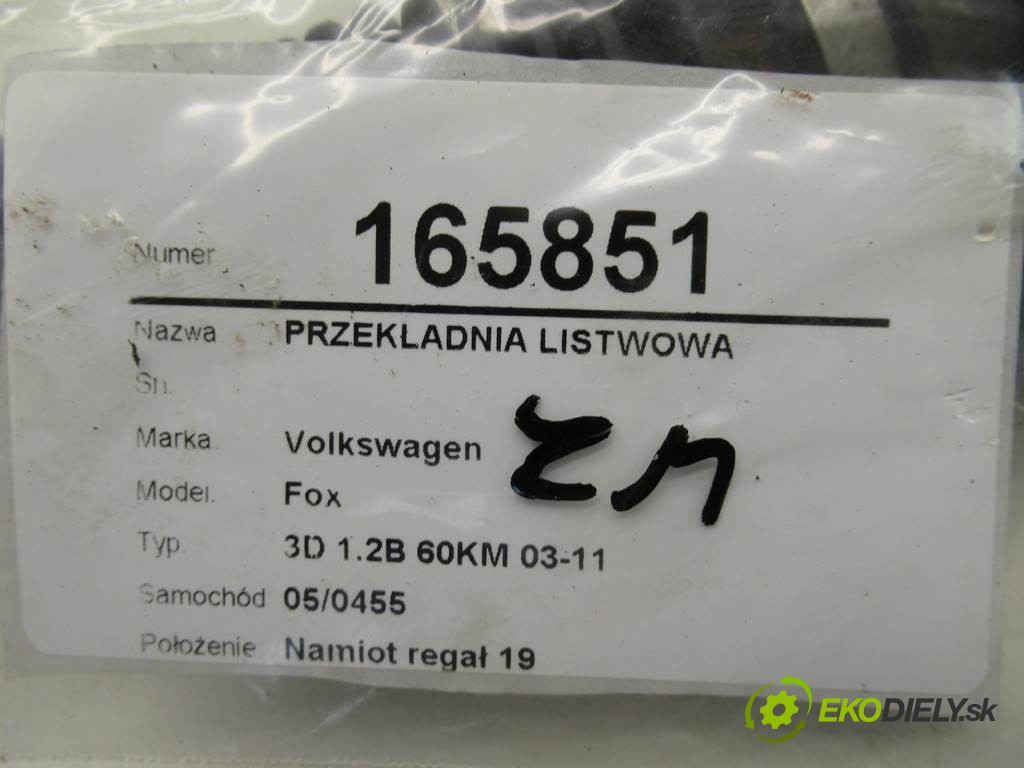 Numer 165851
Nazwa PRZEKŁADNIA LISTWOWA
Sn.
Marka Volkswagen
Model. Fox
Typ. 3D 1.2B 60KM 03-11
Samochód 05/0455
Położenie Namiot regał 19
EKODIELY.sk